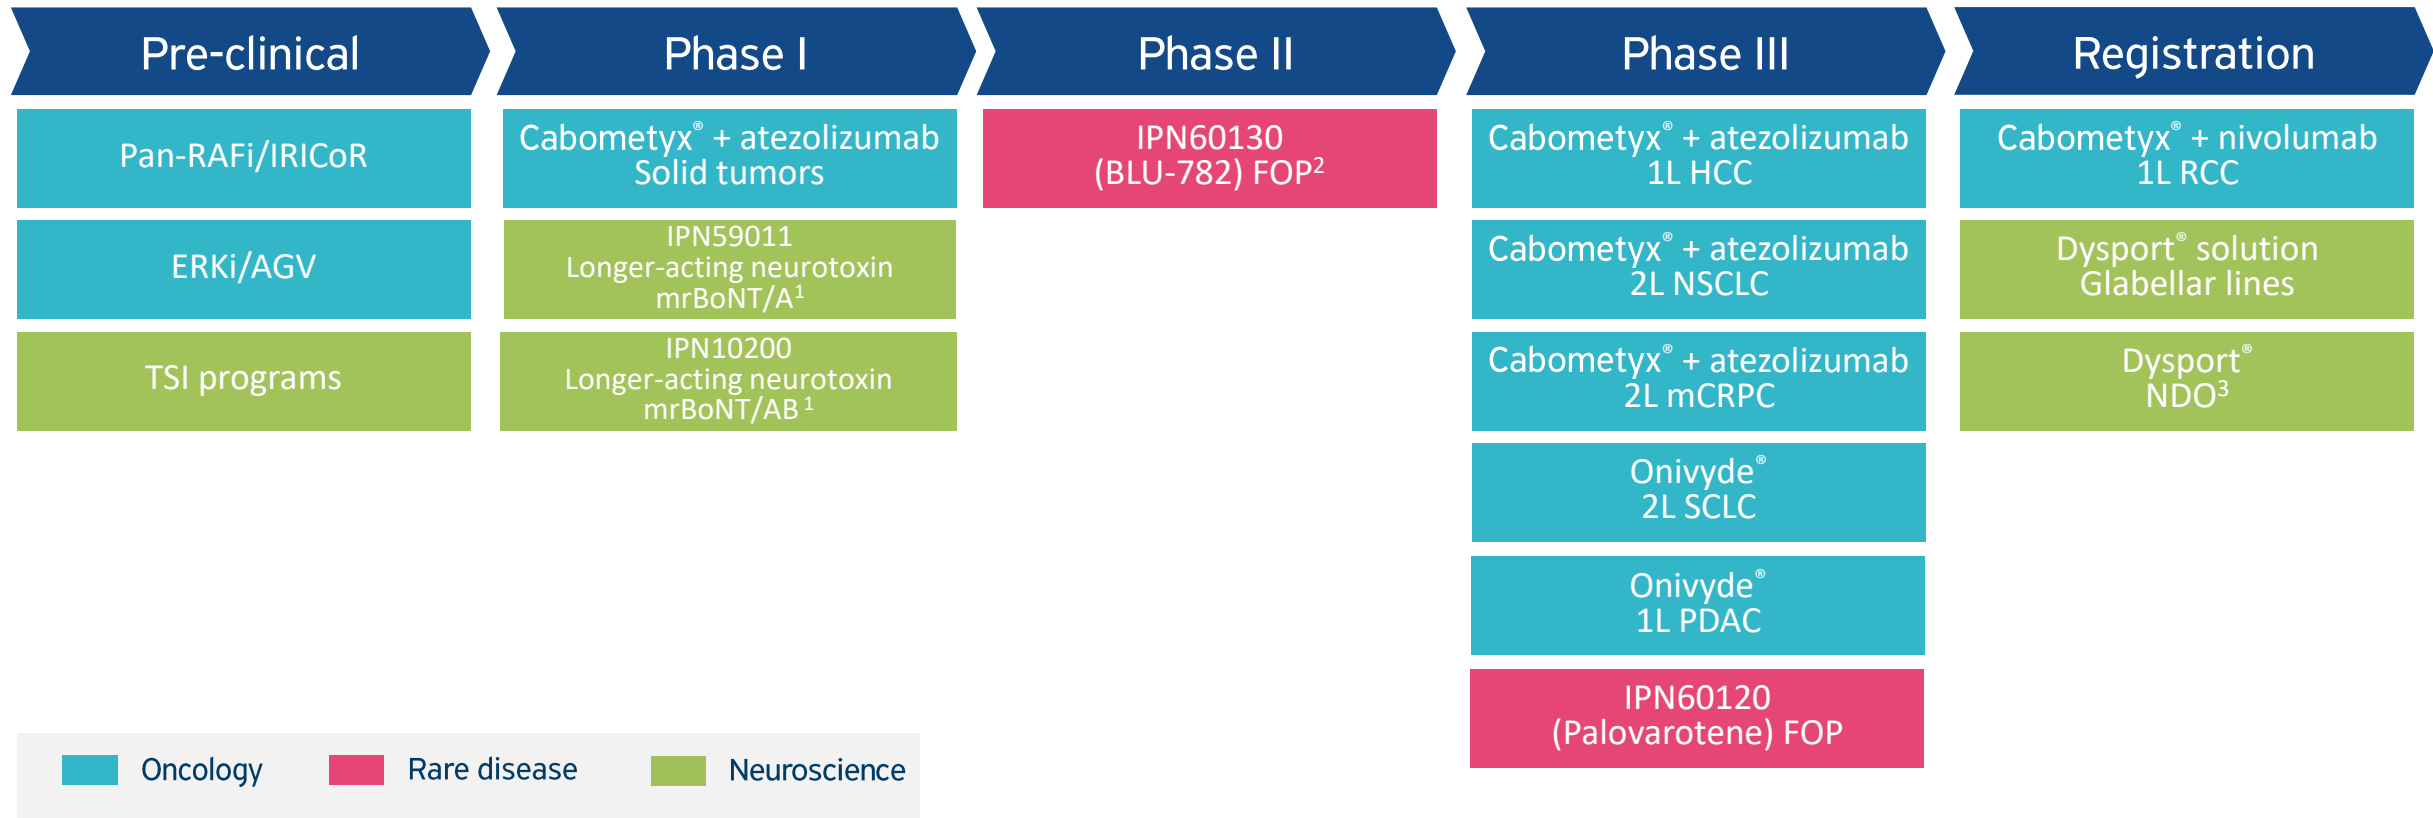 Pre-clinical
Phase I
Phase II
Phase III
Registration
Pan-RAFi/IRICoR
ERKi/AGV
TSI programs
Cabometyx® + atezolizumab
Solid tumors
IPN59011
Longer-acting neurotoxin
mrBoNT/A¹
IPN10200
Longer-acting neurotoxin
mrBoNT/AB ¹
IPN60130
(BLU-782) FOP²
Cabometyx® + atezolizumab
1L HCC
Cabometyx® + atezolizumab
2L NSCLC
Cabometyx® + atezolizumab
2L mCRPC
Onivyde®
2L SCLC
Onivyde®
1L PDAC
IPN60120
(Palovarotene) FOP
Cabometyx® + nivolumab
1L RCC
Dysport® solution
Glabellar lines
Dysport®
NDO³
Oncology
Rare disease
Neuroscience